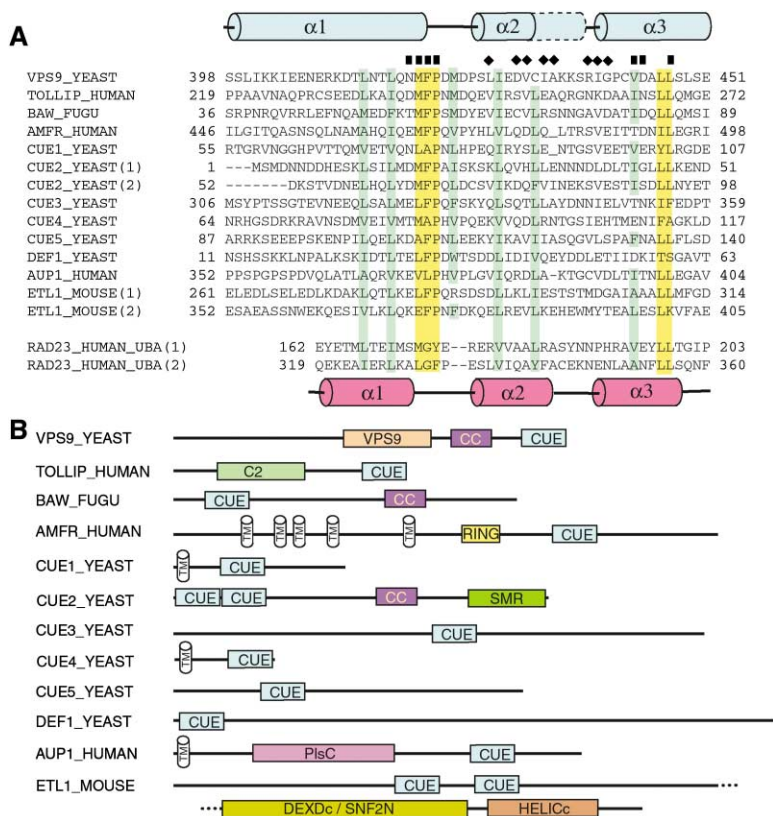 A
α1 α2 α3
VPS9_YEAST 398 SSLIKKIEENERKDTLNTLQNMFPDMDPSLIEDVCIAKKSRIGPCVDALLSLSE 451
TOLLIP_HUMAN 219 PPAAVNAQPRCSEEDLKAIQDMFPNMDQEVIRSVLEAQRGNKDAAINSLLQMGE 272
BAW_FUGU 36 SRPNRQVRRLEFNQAMEDFKTMFPSMDYEVIECVLRSNNGAVDATIDQLLQMSI 89
AMFR_HUMAN 446 ILGITQASNSQLNAMAHQIQEMFPQVPYHLVLQDLQ_LTRSVEITTDNILEGRI 498
CUE1_YEAST 55 RTGRVGNGHPVTTQMVETVQNLAPNLHPEQIRYSLE_NTGSVEETVERYLRGDE 107
CUE2_YEAST(1) 1 ---MSMDNNDDHESKLSILMDMFPAISKSKLQVHLLENNNDLDLTIGLLLKEND 51
CUE2_YEAST(2) 52 -------DKSTVDNELHQLYDMFPQLDCSVIKDQFVINEKSVESTISDLLNYET 98
CUE3_YEAST 306 MSYPTSSGTEVNEEQLSALMELFPQFSKYQLSQTLLAYDNNIELVTNKIFEDPT 359
CUE4_YEAST 64 NRHGSDRKRAVNSDMVEIVMTMAPHVPQEKVVQDLRNTGSIEHTMENIFAGKLD 117
CUE5_YEAST 87 ARRKSEEEPSKENPILQELKDAFPNLEEKYIKAVIIASQGVLSPAFNALLFLSD 140
DEF1_YEAST 11 NSHSSSKKLNPALKSKIDTLTELFPDWTSDDLIDIVQEYDDLETIIDKITSGAVT 63
AUP1_HUMAN 352 PPSPGPSPDVQLATLAQRVKEVLPHVPLGVIQRDLA-KTGCVDLTITNLLEGAV 404
ETL1_MOUSE(1) 261 ELEDLSELEDLKDAKLQTLKELFPQRSDSDLLKLIESTSTMDGAIAAALLMFGD 314
ETL1_MOUSE(2) 352 ESAEASSNWEKQESIVLKLQKEFPNFDKQELREVLKEHEWMYTEALESLKVFAE 405
RAD23_HUMAN_UBA(1) 162 EYETMLTEIMSMGYE--RERVVAALRASYNNPHRAVEYLLTGIP 203
RAD23_HUMAN_UBA(2) 319 QEKEAIERLKALGFP--ESLVIQAYFACEKNENLAANFLLSQNF 360
α1 α2 α3
B
VPS9_YEAST VPS9 CC CUE
TOLLIP_HUMAN C2 CUE
BAW_FUGU CUE CC
AMFR_HUMAN TM TM TM TM TM RING CUE
CUE1_YEAST TM CUE
CUE2_YEAST CUE CUE CC SMR
CUE3_YEAST CUE
CUE4_YEAST TM CUE
CUE5_YEAST CUE
DEF1_YEAST CUE
AUP1_HUMAN TM PlsC CUE
ETL1_MOUSE CUE CUE
DEXDc / SNF2N HELICc